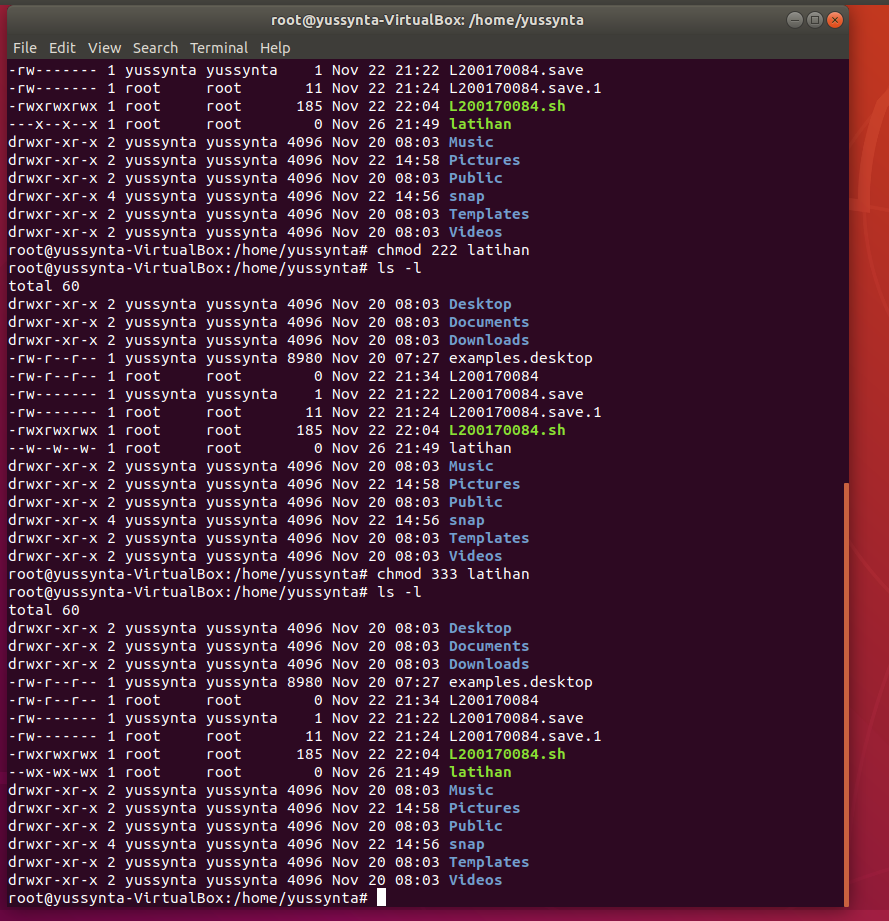 root@yussynta-VirtualBox: /home/yussynta
File Edit View Search Terminal Help
-rw------- 1 yussynta yussynta    1 Nov 22 21:22 L200170084.save
-rw------- 1 root     root       11 Nov 22 21:24 L200170084.save.1
-rwxrwxrwx 1 root     root      185 Nov 22 22:04 L200170084.sh
---x--x--x 1 root     root        0 Nov 26 21:49 latihan
drwxr-xr-x 2 yussynta yussynta 4096 Nov 20 08:03 Music
drwxr-xr-x 2 yussynta yussynta 4096 Nov 22 14:58 Pictures
drwxr-xr-x 2 yussynta yussynta 4096 Nov 20 08:03 Public
drwxr-xr-x 4 yussynta yussynta 4096 Nov 22 14:56 snap
drwxr-xr-x 2 yussynta yussynta 4096 Nov 20 08:03 Templates
drwxr-xr-x 2 yussynta yussynta 4096 Nov 20 08:03 Videos
root@yussynta-VirtualBox:/home/yussynta# chmod 222 latihan
root@yussynta-VirtualBox:/home/yussynta# ls -l
total 60
drwxr-xr-x 2 yussynta yussynta 4096 Nov 20 08:03 Desktop
drwxr-xr-x 2 yussynta yussynta 4096 Nov 20 08:03 Documents
drwxr-xr-x 2 yussynta yussynta 4096 Nov 20 08:03 Downloads
-rw-r--r-- 1 yussynta yussynta 8980 Nov 20 07:27 examples.desktop
-rw-r--r-- 1 root     root        0 Nov 22 21:34 L200170084
-rw------- 1 yussynta yussynta    1 Nov 22 21:22 L200170084.save
-rw------- 1 root     root       11 Nov 22 21:24 L200170084.save.1
-rwxrwxrwx 1 root     root      185 Nov 22 22:04 L200170084.sh
--w--w--w- 1 root     root        0 Nov 26 21:49 latihan
drwxr-xr-x 2 yussynta yussynta 4096 Nov 20 08:03 Music
drwxr-xr-x 2 yussynta yussynta 4096 Nov 22 14:58 Pictures
drwxr-xr-x 2 yussynta yussynta 4096 Nov 20 08:03 Public
drwxr-xr-x 4 yussynta yussynta 4096 Nov 22 14:56 snap
drwxr-xr-x 2 yussynta yussynta 4096 Nov 20 08:03 Templates
drwxr-xr-x 2 yussynta yussynta 4096 Nov 20 08:03 Videos
root@yussynta-VirtualBox:/home/yussynta# chmod 333 latihan
root@yussynta-VirtualBox:/home/yussynta# ls -l
total 60
drwxr-xr-x 2 yussynta yussynta 4096 Nov 20 08:03 Desktop
drwxr-xr-x 2 yussynta yussynta 4096 Nov 20 08:03 Documents
drwxr-xr-x 2 yussynta yussynta 4096 Nov 20 08:03 Downloads
-rw-r--r-- 1 yussynta yussynta 8980 Nov 20 07:27 examples.desktop
-rw-r--r-- 1 root     root        0 Nov 22 21:34 L200170084
-rw------- 1 yussynta yussynta    1 Nov 22 21:22 L200170084.save
-rw------- 1 root     root       11 Nov 22 21:24 L200170084.save.1
-rwxrwxrwx 1 root     root      185 Nov 22 22:04 L200170084.sh
--wx-wx-wx 1 root     root        0 Nov 26 21:49 latihan
drwxr-xr-x 2 yussynta yussynta 4096 Nov 20 08:03 Music
drwxr-xr-x 2 yussynta yussynta 4096 Nov 22 14:58 Pictures
drwxr-xr-x 2 yussynta yussynta 4096 Nov 20 08:03 Public
drwxr-xr-x 4 yussynta yussynta 4096 Nov 22 14:56 snap
drwxr-xr-x 2 yussynta yussynta 4096 Nov 20 08:03 Templates
drwxr-xr-x 2 yussynta yussynta 4096 Nov 20 08:03 Videos
root@yussynta-VirtualBox:/home/yussynta#